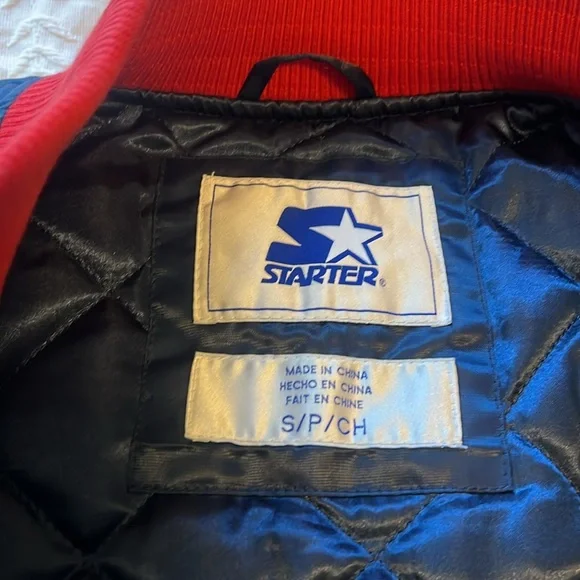 STARTER®
MADE IN CHINA
HECHO EN CHINA
FAIT EN CHINE
S/P/CH